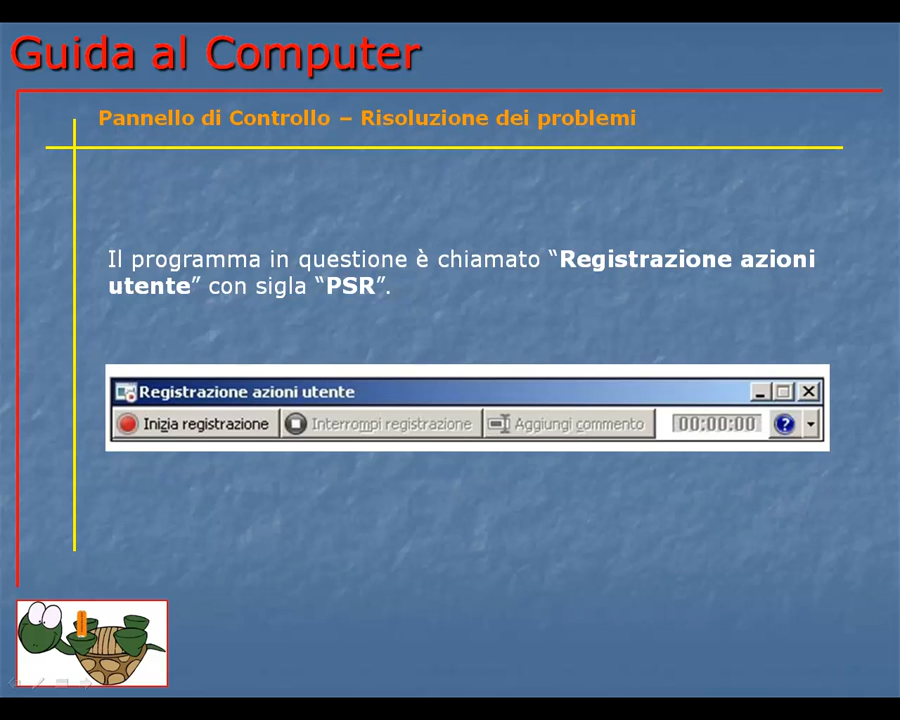 Guida al Computer
Pannello di Controllo – Risoluzione dei problemi
Il programma in questione è chiamato “Registrazione azioni
utente” con sigla “PSR”.
Registrazione azioni utente
Inizia registrazione Interrompi registrazione Aggiungi commento 00:00:00